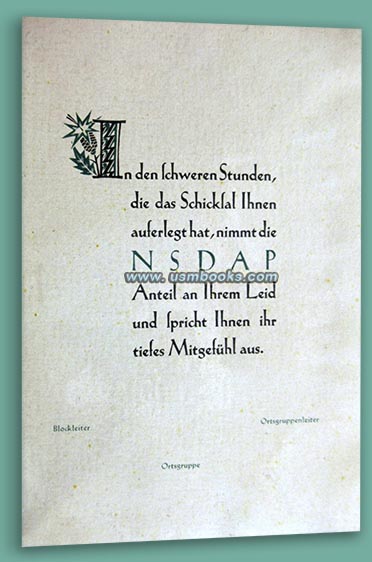 In den ſchweren Stunden,
die das Schickſal Ihnen
auferlegt hat, nimmt die
NSDAP
www.usmbooks.com
Anteil an Ihrem Leid
und ſpricht Ihnen ihr
tiefes Mitgefühl aus.
Blockleiter
Ortsgruppenleiter
Ortsgruppe